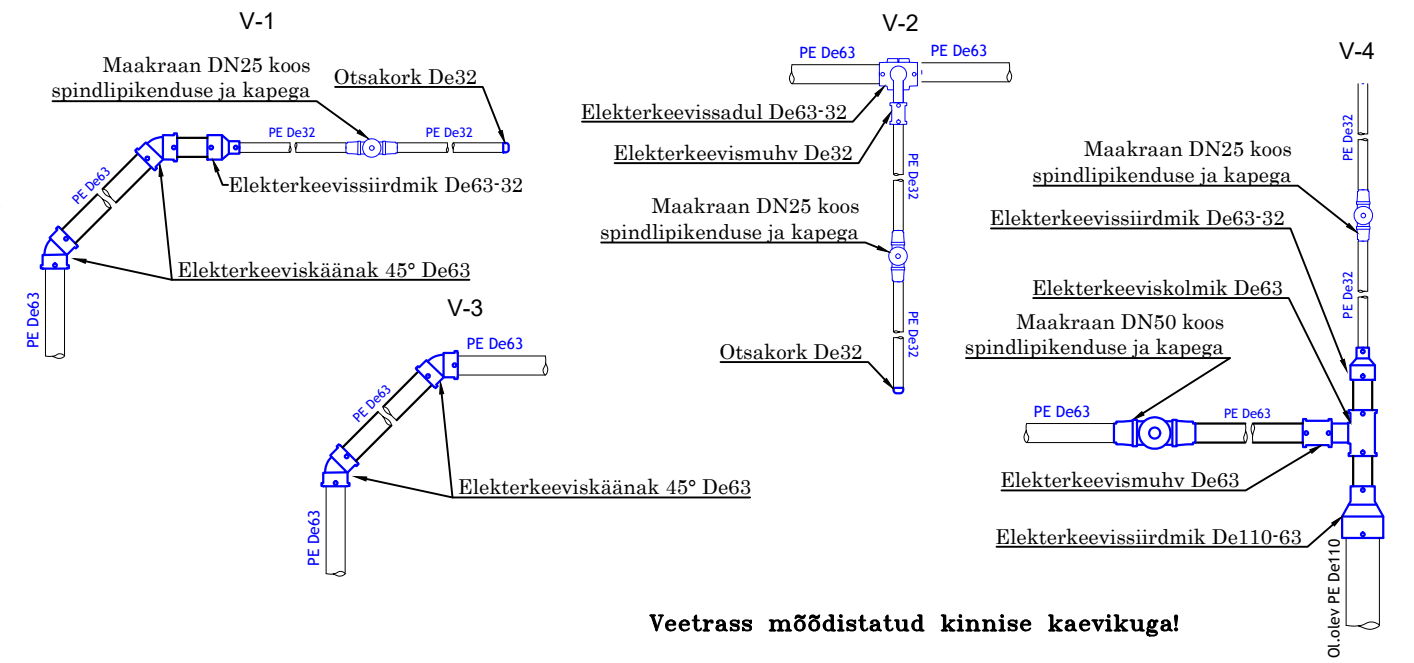 V-1
Maakraan DN25 koos
spindlipikenduse ja kapega
Otsakork De32
PE De32
PE De32
Elekterkeevissiirdmik De63-32
PE De63
Elekterkeeviskäänak 45° De63
PE De63
V-2
PE De63
PE De63
Elekterkeevissadul De63-32
Elekterkeevismuhv De32
PE De32
Maakraan DN25 koos
spindlipikenduse ja kapega
PE De32
Otsakork De32
V-3
PE De63
PE De63
Elekterkeeviskäänak 45° De63
PE De63
V-4
PE De32
Maakraan DN25 koos
spindlipikenduse ja kapega
Elekterkeevissiirdmik De63-32
PE De32
Elekterkeeviskolmik De63
Maakraan DN50 koos
spindlipikenduse ja kapega
PE De63
PE De63
Elekterkeevismuhv De63
Elekterkeevissiirdmik De110-63
Ol.olev PE De110
Veetrass mõõdistatud kinnise kaevikuga!